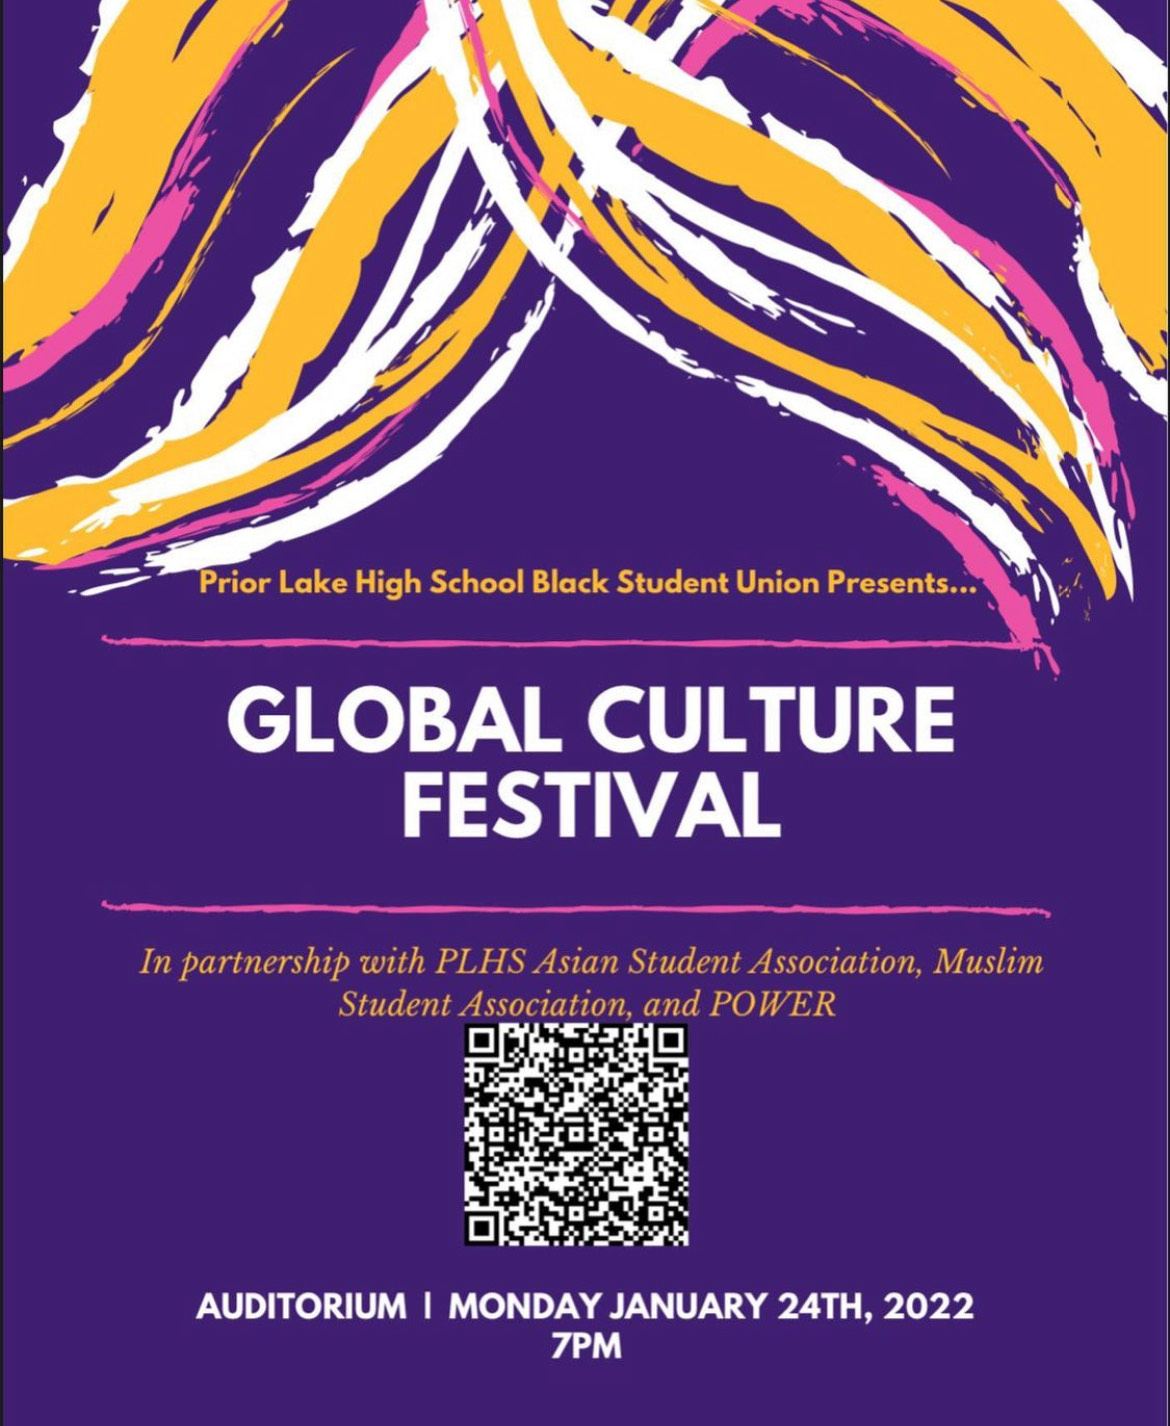 Prior Lake High School Black Student Union Presents...
GLOBAL CULTURE
FESTIVAL
In partnership with PLHS Asian Student Association, Muslim
Student Association, and POWER
AUDITORIUM | MONDAY JANUARY 24TH, 2022
7PM